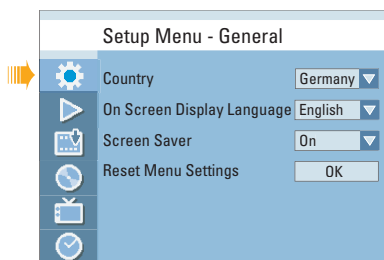 Setup Menu - General
Country Germany
On Screen Display Language English
Screen Saver On
Reset Menu Settings OK